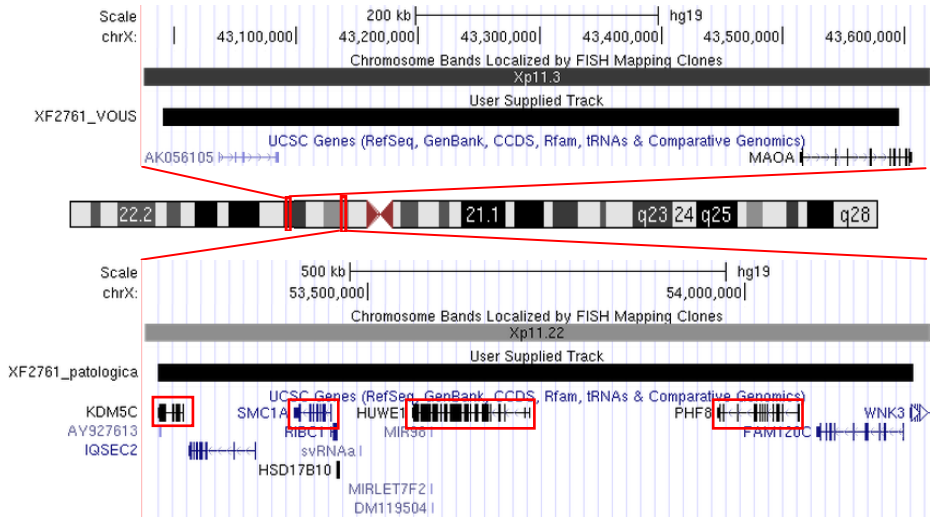 Scale 200 kb hg19
chrX: 43,100,000 43,200,000 43,300,000 43,400,000 43,500,000 43,600,000
Chromosome Bands Localized by FISH Mapping Clones
Xp11.3
User Supplied Track
XF2761_VOUS
UCSC Genes (RefSeq, GenBank, CCDS, Rfam, tRNAs & Comparative Genomics)
AK056105 MAOA
22.2 21.1 q23 24 q25 q28
Scale 500 kb hg19
chrX: 53,500,000 54,000,000
Chromosome Bands Localized by FISH Mapping Clones
Xp11.22
User Supplied Track
XF2761_patologica
UCSC Genes (RefSeq, GenBank, CCDS, Rfam, tRNAs & Comparative Genomics)
KDM5C SMC1A HUWE1 PHF8 WNK3
AY927613 RIBC1 MIR98 FAM120C
IQSEC2 svRNAa
HSD17B10
MIRLET7F2
DM119504